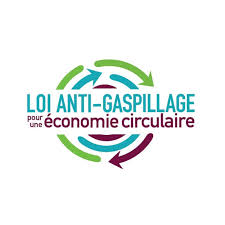 LOI ANTI-GASPILLAGE
pour une économie circulaire